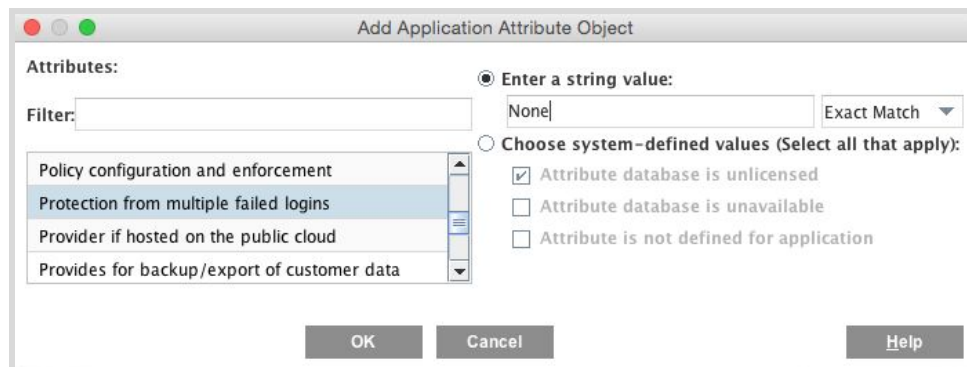 Add Application Attribute Object
Attributes:
Filter:
Policy configuration and enforcement
Protection from multiple failed logins
Provider if hosted on the public cloud
Provides for backup/export of customer data
Enter a string value:
None
Exact Match
Choose system-defined values (Select all that apply):
Attribute database is unlicensed
Attribute database is unavailable
Attribute is not defined for application
OK
Cancel
Help